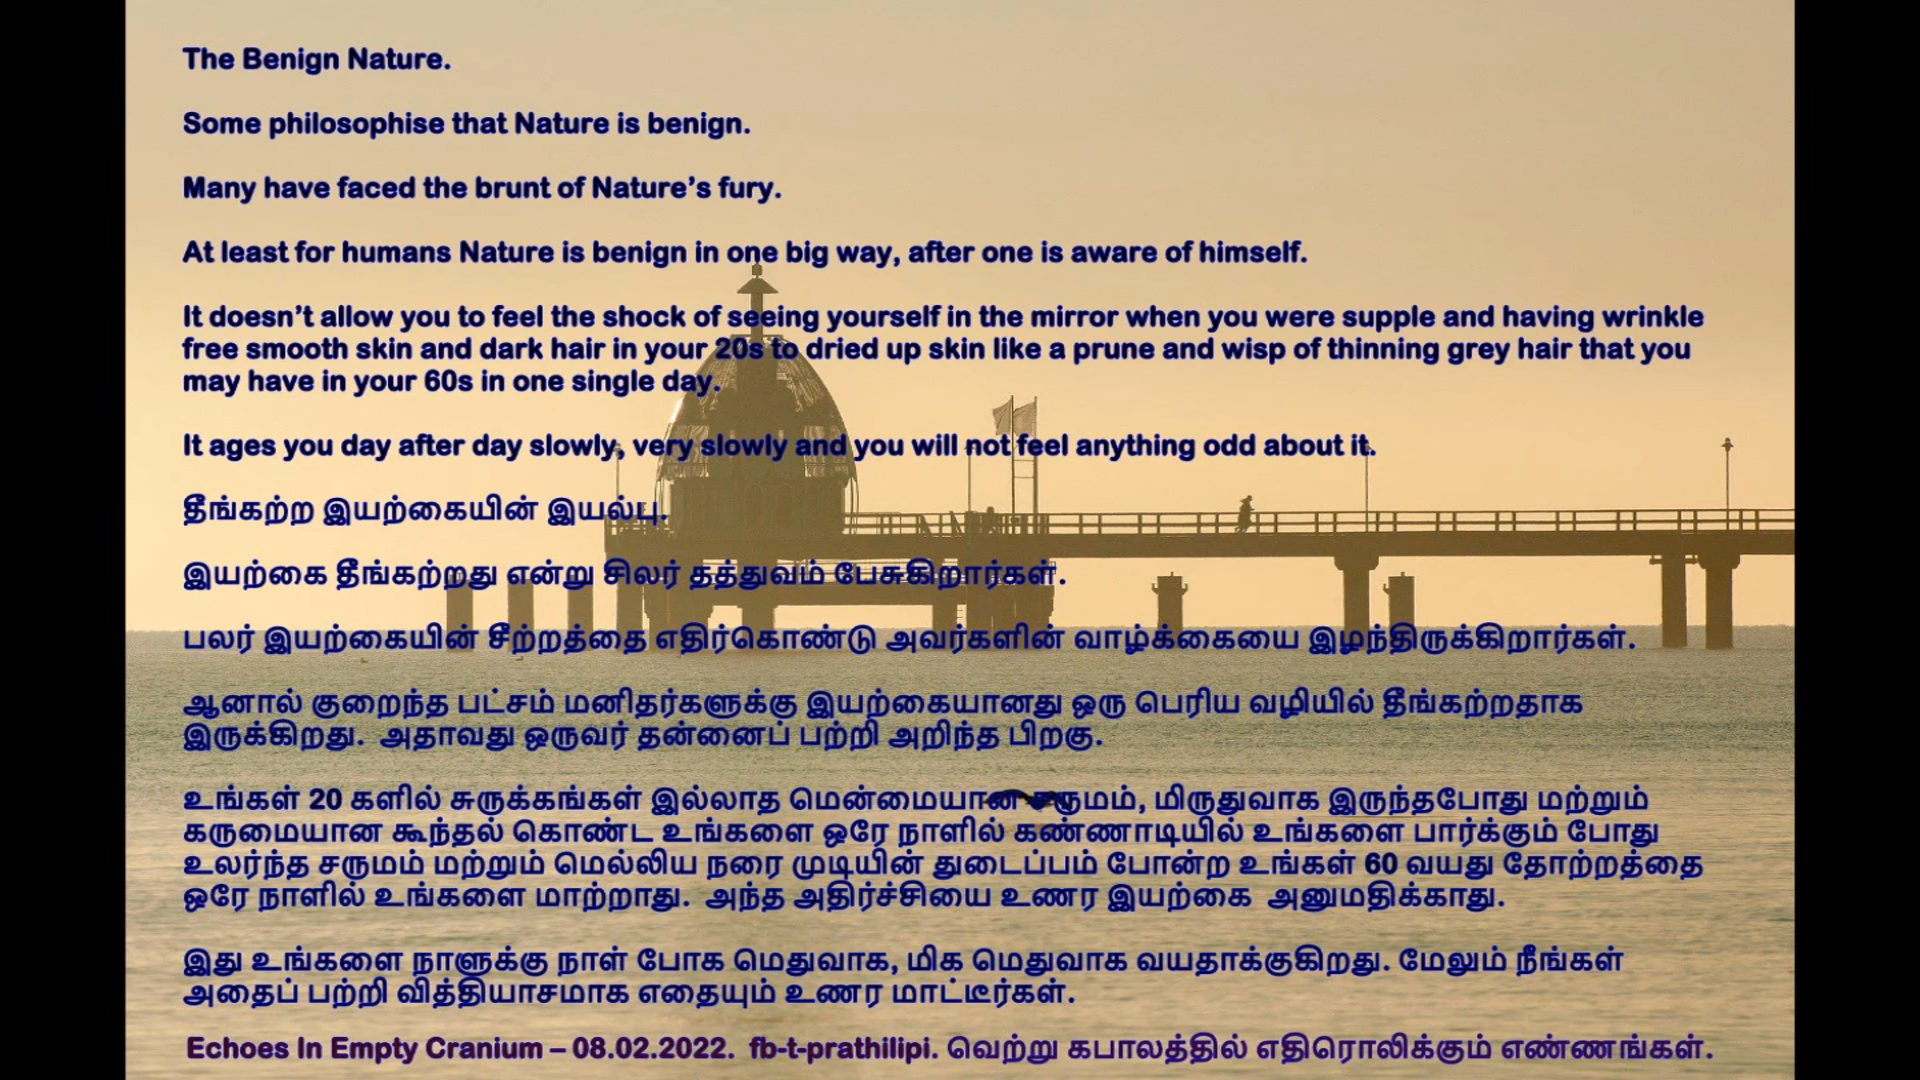 The Benign Nature.
Some philosophise that Nature is benign.
Many have faced the brunt of Nature’s fury.
At least for humans Nature is benign in one big way, after one is aware of himself.
It doesn’t allow you to feel the shock of seeing yourself in the mirror when you were supple and having wrinkle
free smooth skin and dark hair in your 20s to dried up skin like a prune and wisp of thinning grey hair that you
may have in your 60s in one single day.
It ages you day after day slowly, very slowly and you will not feel anything odd about it.
தீங்கற்ற இயற்கையின் இயல்பு.
இயற்கை தீங்கற்றது என்று சிலர் தத்துவம் பேசுகிறார்கள்.
பலர் இயற்கையின் சீற்றத்தை எதிர்கொண்டு அவர்களின் வாழ்க்கையை இழந்திருக்கிறார்கள்.
ஆனால் குறைந்த பட்சம் மனிதர்களுக்கு இயற்கையானது ஒரு பெரிய வழியில் தீங்கற்றதாக
இருக்கிறது. அதாவது ஒருவர் தன்னைப் பற்றி அறிந்த பிறகு.
உங்கள் 20 களில் சுருக்கங்கள் இல்லாத மென்மையான சருமம், மிருதுவாக இருந்தபோது மற்றும்
கருமையான கூந்தல் கொண்ட உங்களை ஒரே நாளில் கண்ணாடியில் உங்களை பார்க்கும் போது
உலர்ந்த சருமம் மற்றும் மெல்லிய நரை முடியின் துடைப்பம் போன்ற உங்கள் 60 வயது தோற்றத்தை
ஒரே நாளில் உங்களை மாற்றாது. அந்த அதிர்ச்சியை உணர இயற்கை அனுமதிக்காது.
இது உங்களை நாளுக்கு நாள் போக மெதுவாக, மிக மெதுவாக வயதாக்குகிறது. மேலும் நீங்கள்
அதைப் பற்றி வித்தியாசமாக எதையும் உணர மாட்டீர்கள்.
Echoes In Empty Cranium – 08.02.2022. fb-t-prathilipi. வெற்று கபாலத்தில் எதிரொலிக்கும் எண்ணங்கள்.